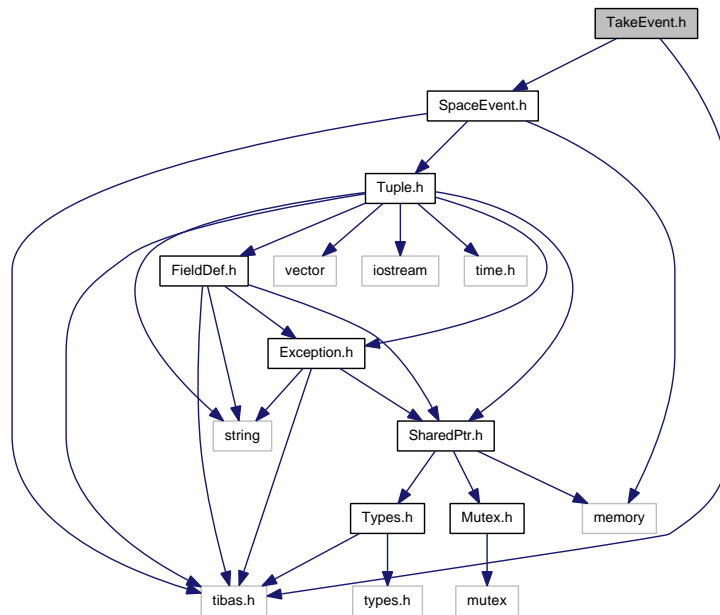 TakeEvent.h
SpaceEvent.h
Tuple.h
FieldDef.h
vector
iostream
time.h
Exception.h
string
SharedPtr.h
Types.h
Mutex.h
memory
tibas.h
types.h
mutex